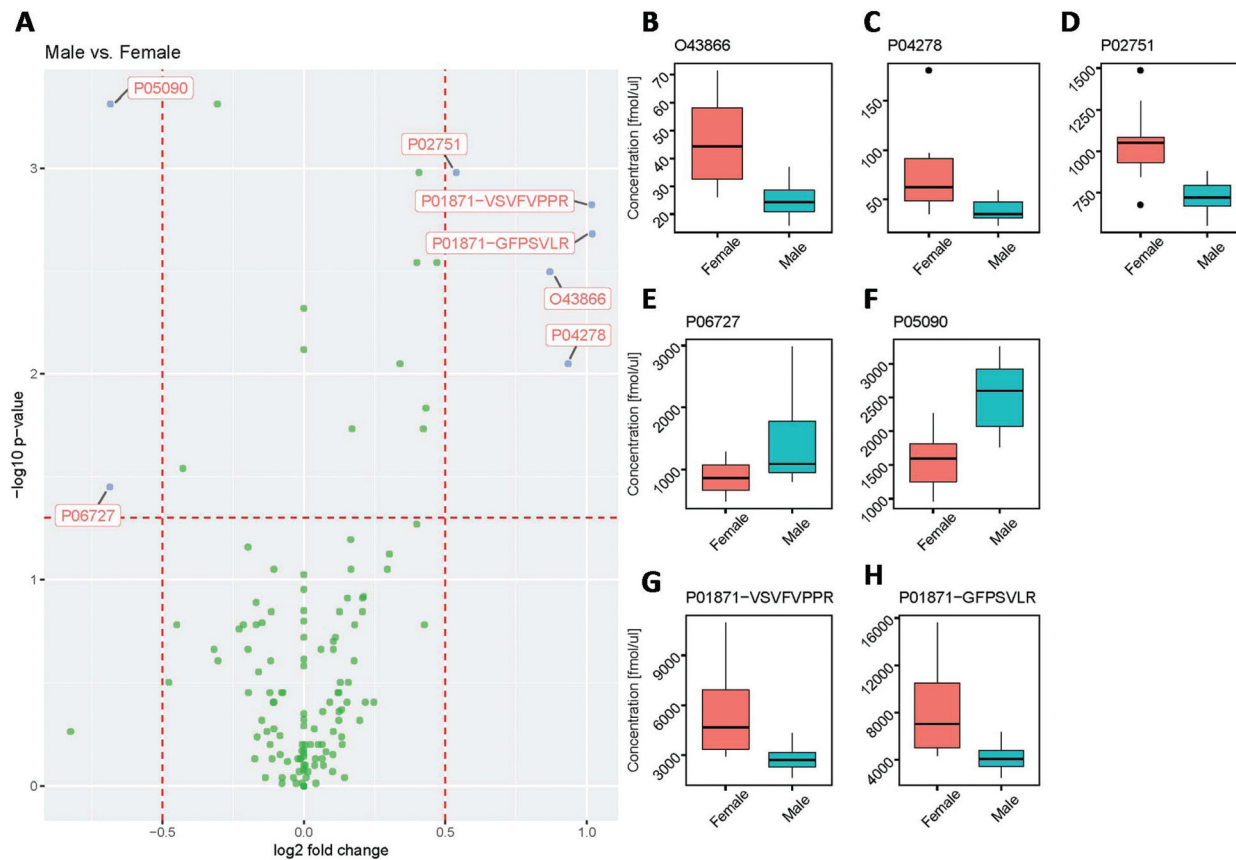 A
Male vs. Female
P05090
P02751
P01871-VSVFVPPR
P01871-GFPSVLR
O43866
P04278
P06727
3
2
1
0
−log10 p-value
−0.5
0.0
0.5
1.0
log2 fold change
B
O43866
Concentration [fmol/ul]
70
60
50
40
30
20
Female
Male
C
P04278
150
100
50
Female
Male
D
P02751
1500
1250
1000
750
Female
Male
E
P06727
Concentration [fmol/ul]
3000
2000
1000
Female
Male
F
P05090
3000
2500
2000
1500
1000
Female
Male
G
P01871-VSVFVPPR
Concentration [fmol/ul]
9000
6000
3000
Female
Male
H
P01871-GFPSVLR
16000
12000
8000
4000
Female
Male